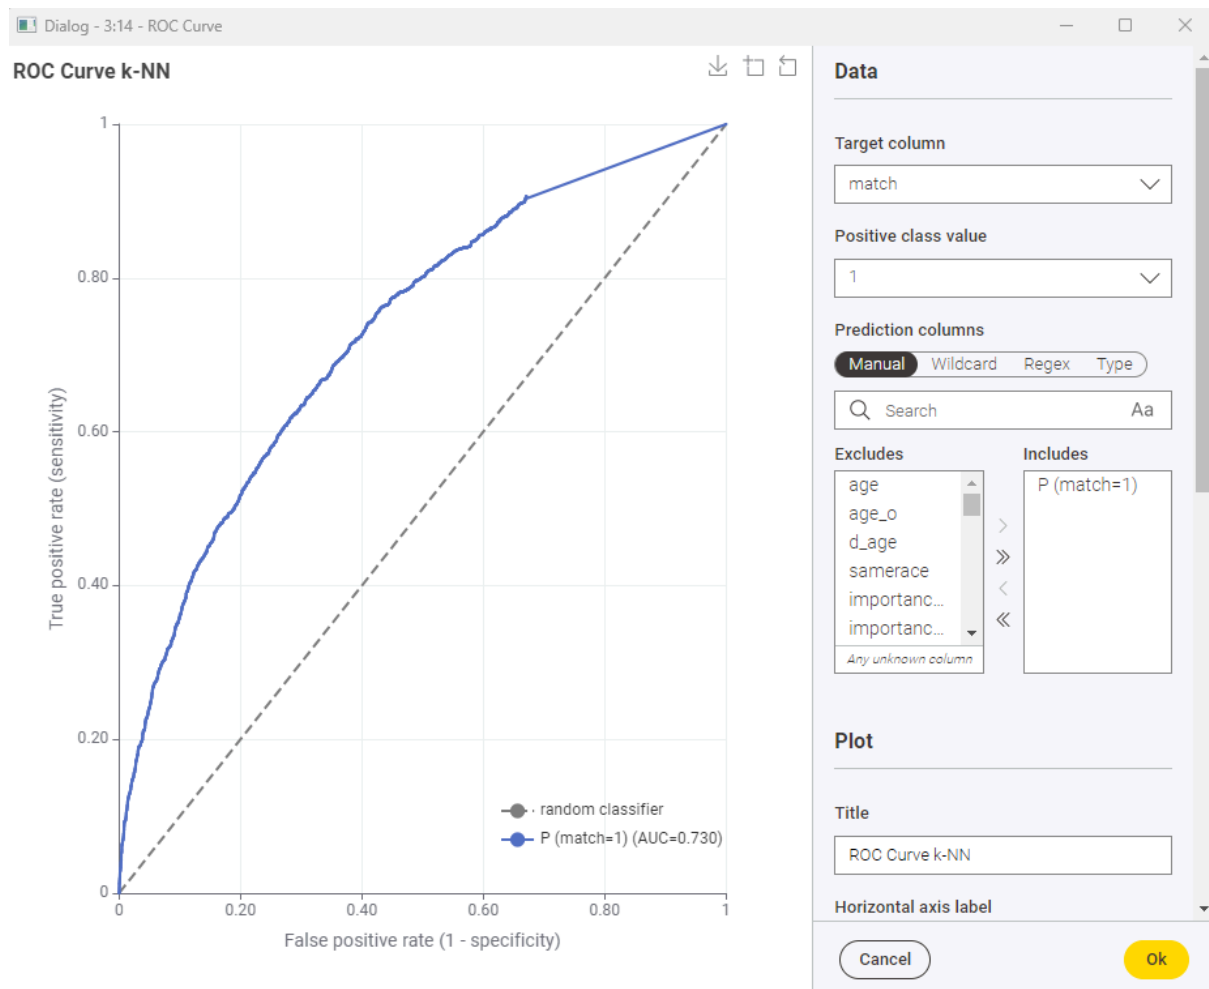 Dialog - 3:14 - ROC Curve
ROC Curve k-NN
1
0.80
0.60
0.40
0.20
0
0
0.20
0.40
0.60
0.80
1
True positive rate (sensitivity)
False positive rate (1 - specificity)
random classifier
P (match=1) (AUC=0.730)
Data
Target column
match
Positive class value
1
Prediction columns
Manual Wildcard Regex Type
Search Aa
Excludes Includes
age
age_o
d_age
samerace
importanc...
importanc...
Any unknown column
P (match=1)
Plot
Title
ROC Curve k-NN
Horizontal axis label
Cancel Ok